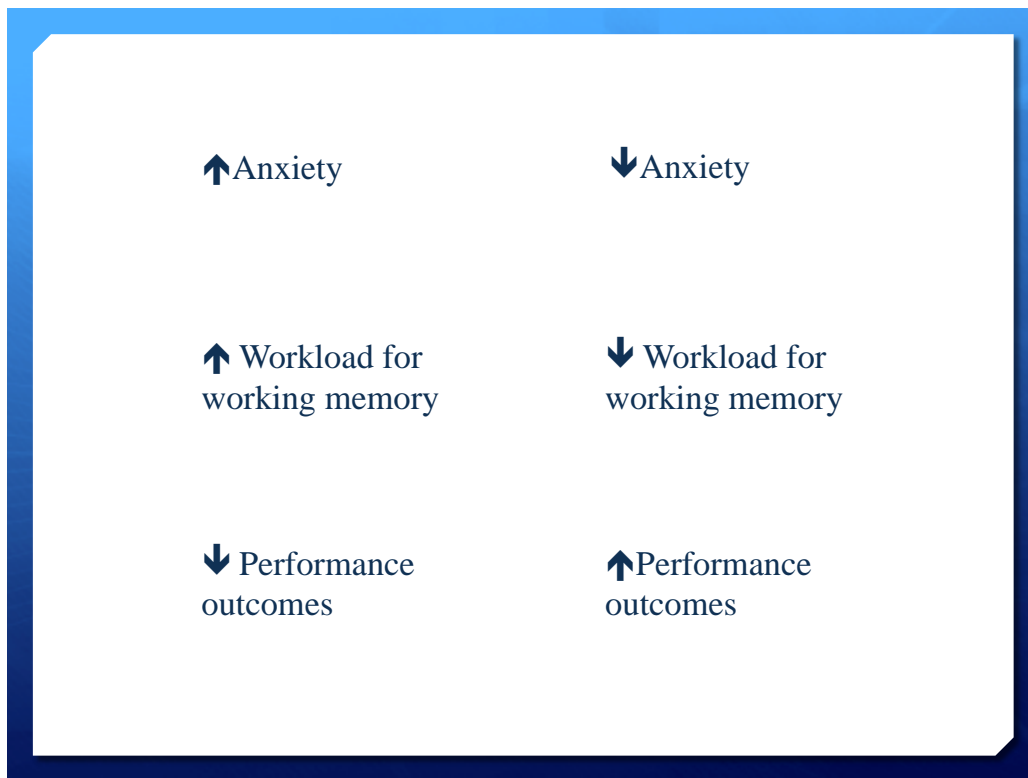 🡹Anxiety
🡻Anxiety
🡹 Workload for
working memory
🡻 Workload for
working memory
🡻 Performance
outcomes
🡹Performance
outcomes